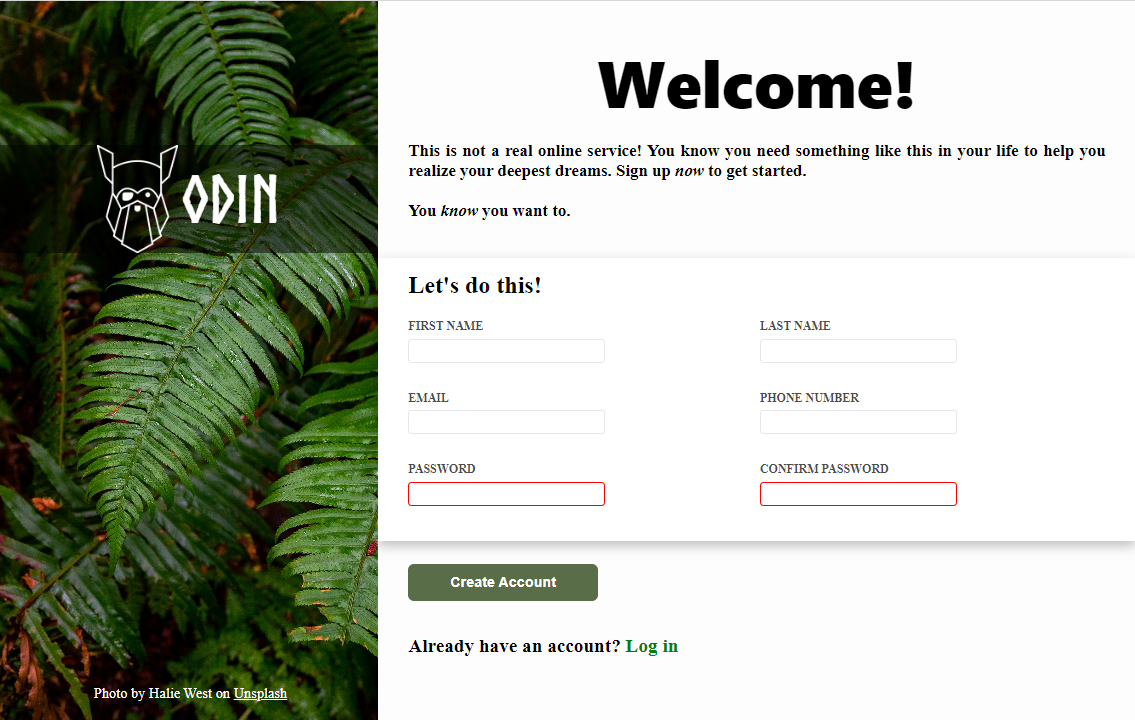 ODIN
Photo by Halie West on Unsplash
Welcome!
This is not a real online service! You know you need something like this in your life to help you
realize your deepest dreams. Sign up now to get started.
You know you want to.
Let's do this!
FIRST NAME
LAST NAME
EMAIL
PHONE NUMBER
PASSWORD
CONFIRM PASSWORD
Create Account
Already have an account? Log in